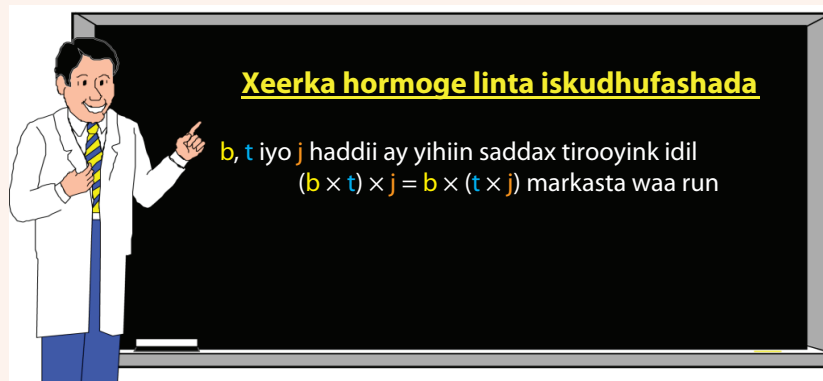 Xeerka hormoge linta iskudhufashada
b, t iyo j haddii ay yihiin saddax tirooyink idil
(b × t) × j = b × (t × j) markasta waa run